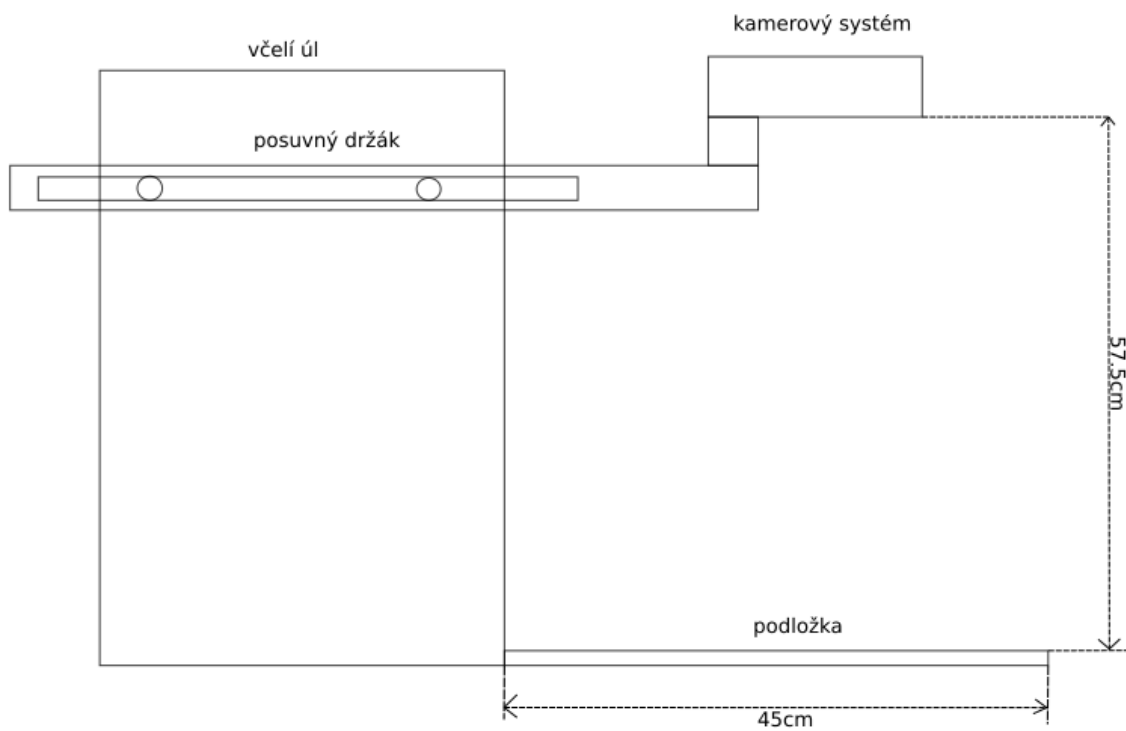 kamerový systém
včelí úl
posuvný držák
57.5cm
podložka
45cm